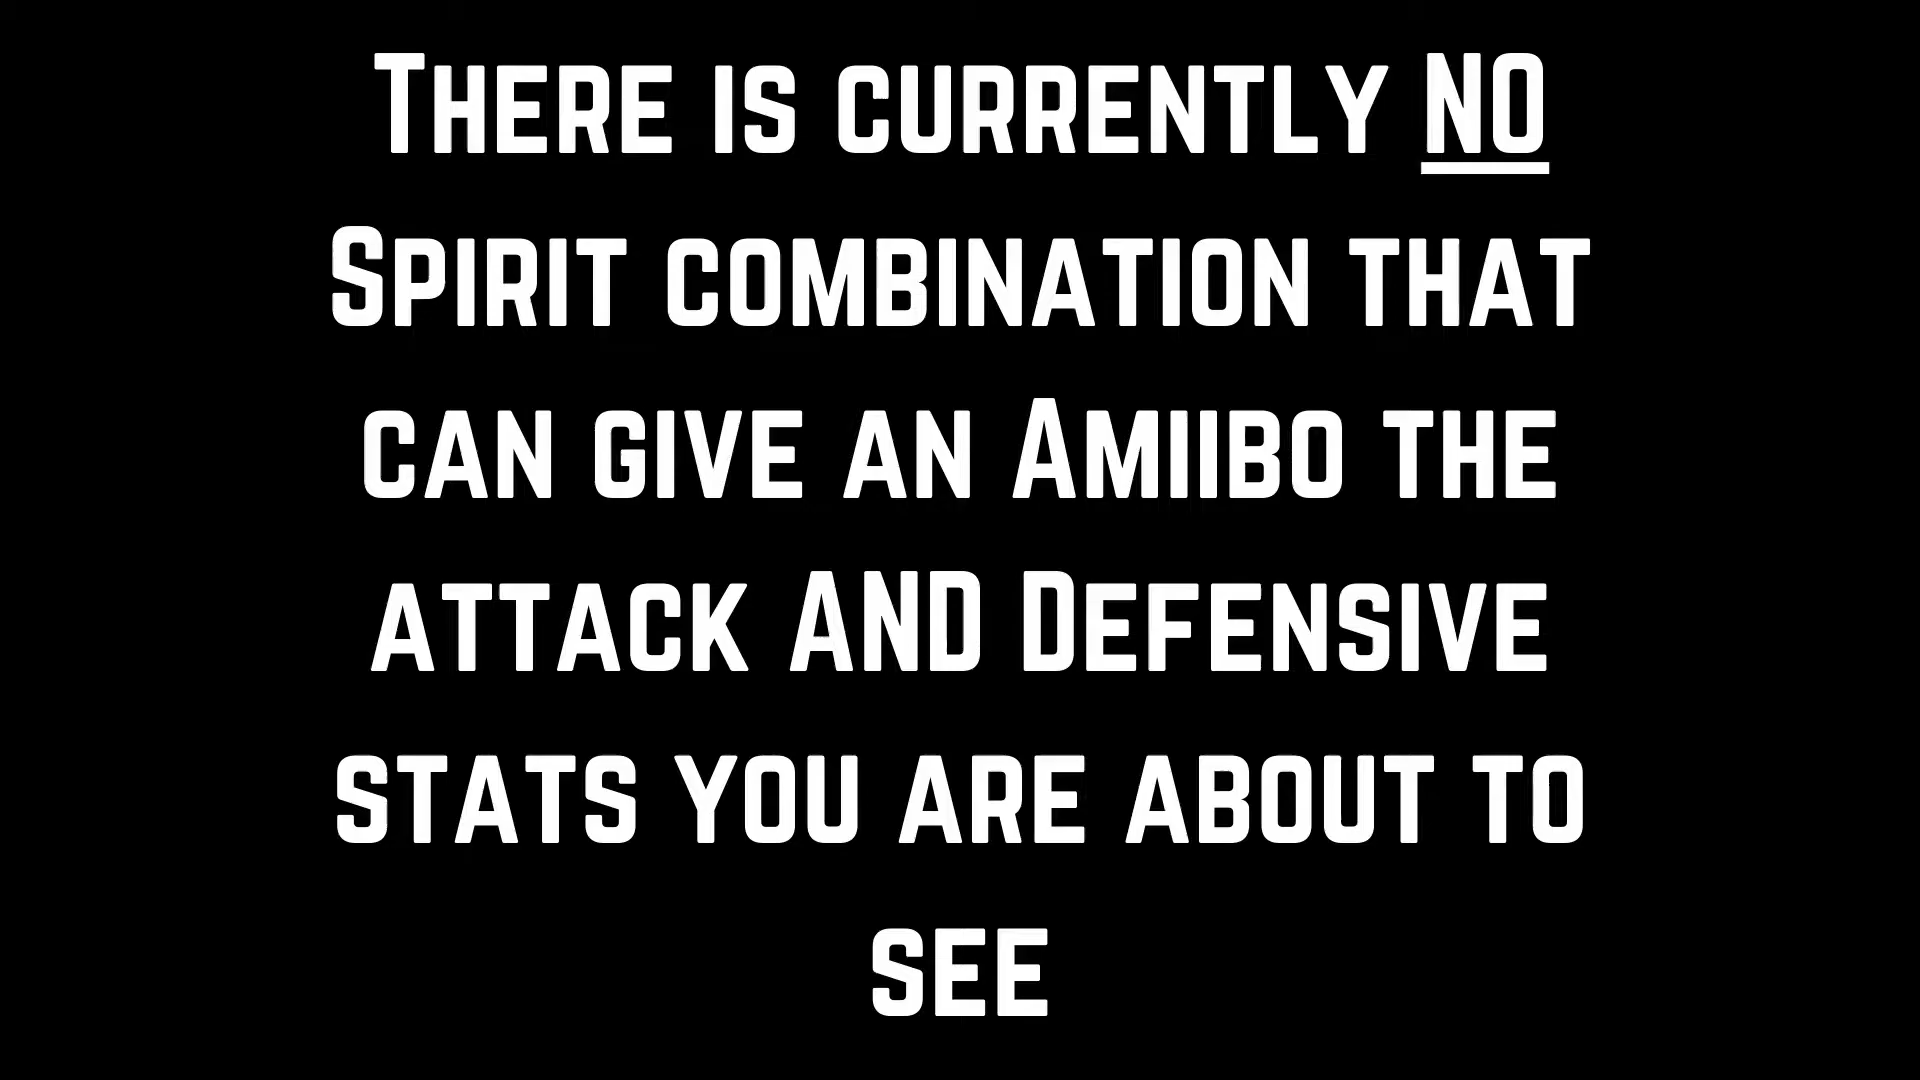 There is currently NO
Spirit combination that
can give an Amiibo the
attack AND Defensive
stats you are about to
see